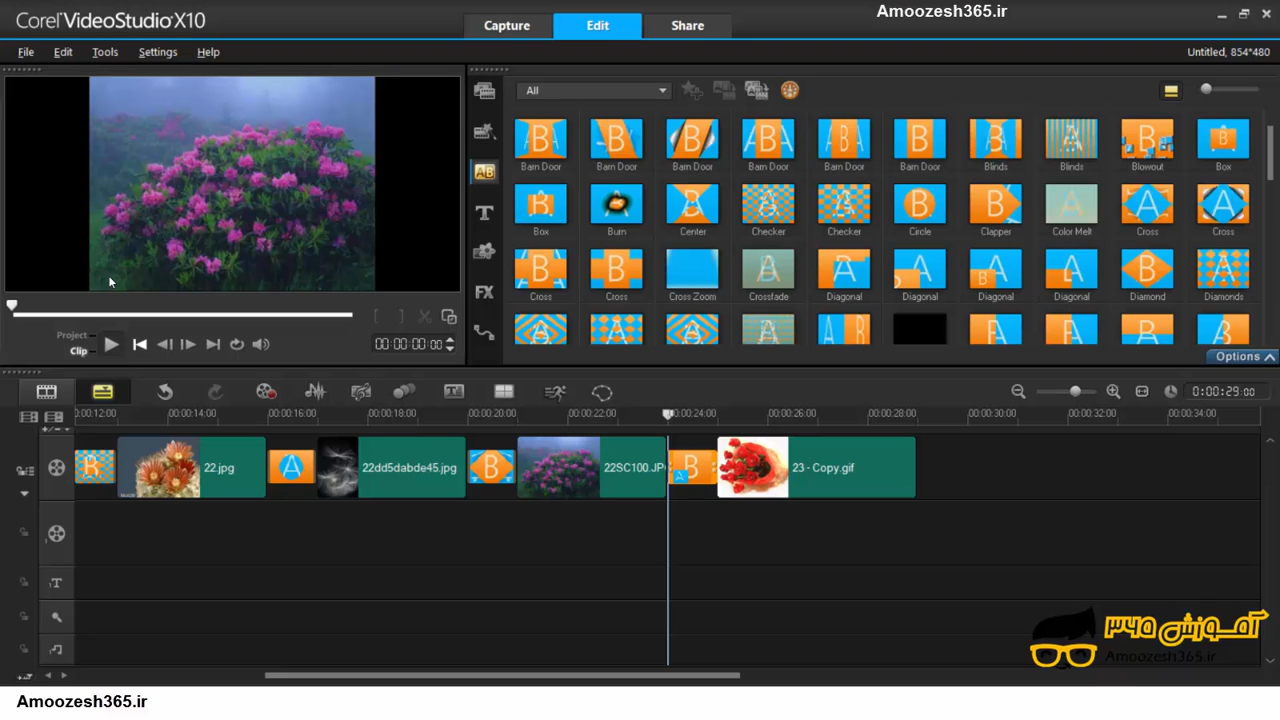 Corel VideoStudio X10
Capture
Edit
Share
Amoozesh365.ir
File
Edit
Tools
Settings
Help
Untitled, 854*480
All
Barn Door
Barn Door
Barn Door
Barn Door
Barn Door
Barn Door
Blinds
Blinds
Blowout
Box
Box
Burn
Center
Checker
Checker
Circle
Clapper
Color Melt
Cross
Cross
Cross
Cross
Cross Zoom
Crossfade
Diagonal
Diagonal
Diagonal
Diagonal
Diamond
Diamonds
Project
Clip
00:00:00:00
Options
0:00:29:00
0:00:12:00
00:00:14:00
00:00:16:00
00:00:18:00
00:00:20:00
00:00:22:00
00:00:24:00
00:00:26:00
00:00:28:00
00:00:30:00
00:00:32:00
00:00:34:00
22.jpg
22dd5dabde45.jpg
22SC100.JP
23 - Copy.gif
آموزش ۳۶۵
Amoozesh365.ir
Amoozesh365.ir